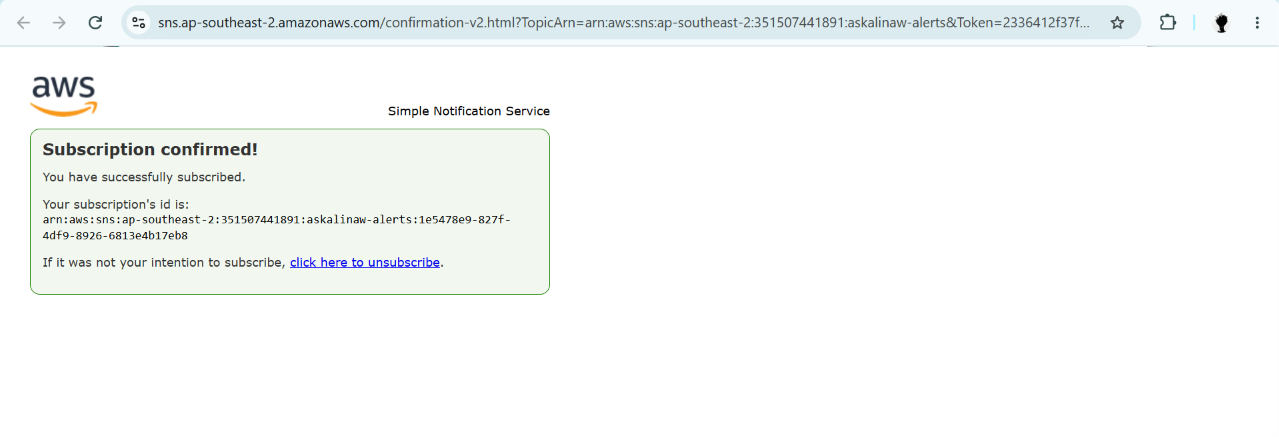 sns.ap-southeast-2.amazonaws.com/confirmation-v2.html?TopicArn=arn:aws:sns:ap-southeast-2:351507441891:askalinaw-alerts&Token=2336412f37f...
aws
Simple Notification Service
Subscription confirmed!
You have successfully subscribed.
Your subscription's id is:
arn:aws:sns:ap-southeast-2:351507441891:askalinaw-alerts:1e5478e9-827f-
4df9-8926-6813e4b17eb8
If it was not your intention to subscribe, click here to unsubscribe.